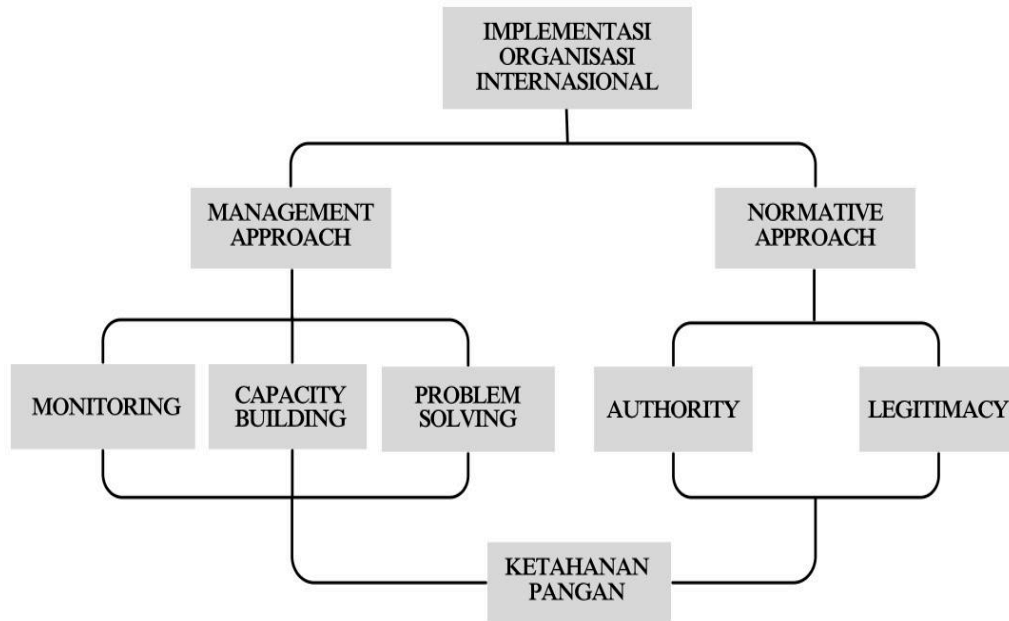 IMPLEMENTASI
ORGANISASI
INTERNASIONAL
MANAGEMENT
APPROACH
NORMATIVE
APPROACH
MONITORING
CAPACITY
BUILDING
PROBLEM
SOLVING
AUTHORITY
LEGITIMACY
KETAHANAN
PANGAN